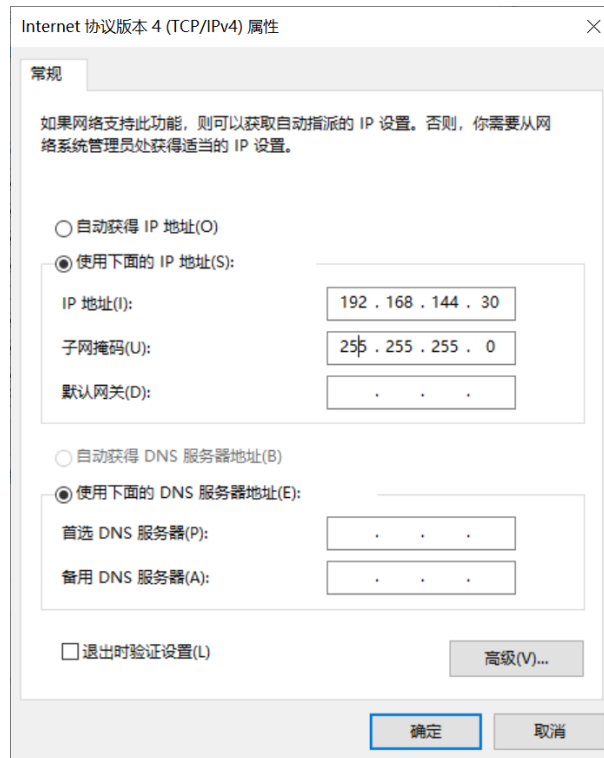 Internet 协议版本 4 (TCP/IPv4) 属性
常规
如果网络支持此功能，则可以获取自动指派的 IP 设置。否则，你需要从网
络系统管理员处获得适当的 IP 设置。
自动获得 IP 地址(O)
使用下面的 IP 地址(S):
IP 地址(I): 192 . 168 . 144 . 30
子网掩码(U): 255 . 255 . 255 . 0
默认网关(D): . . .
自动获得 DNS 服务器地址(B)
使用下面的 DNS 服务器地址(E):
首选 DNS 服务器(P): . . .
备用 DNS 服务器(A): . . .
退出时验证设置(L)
高级(V)...
确定 取消